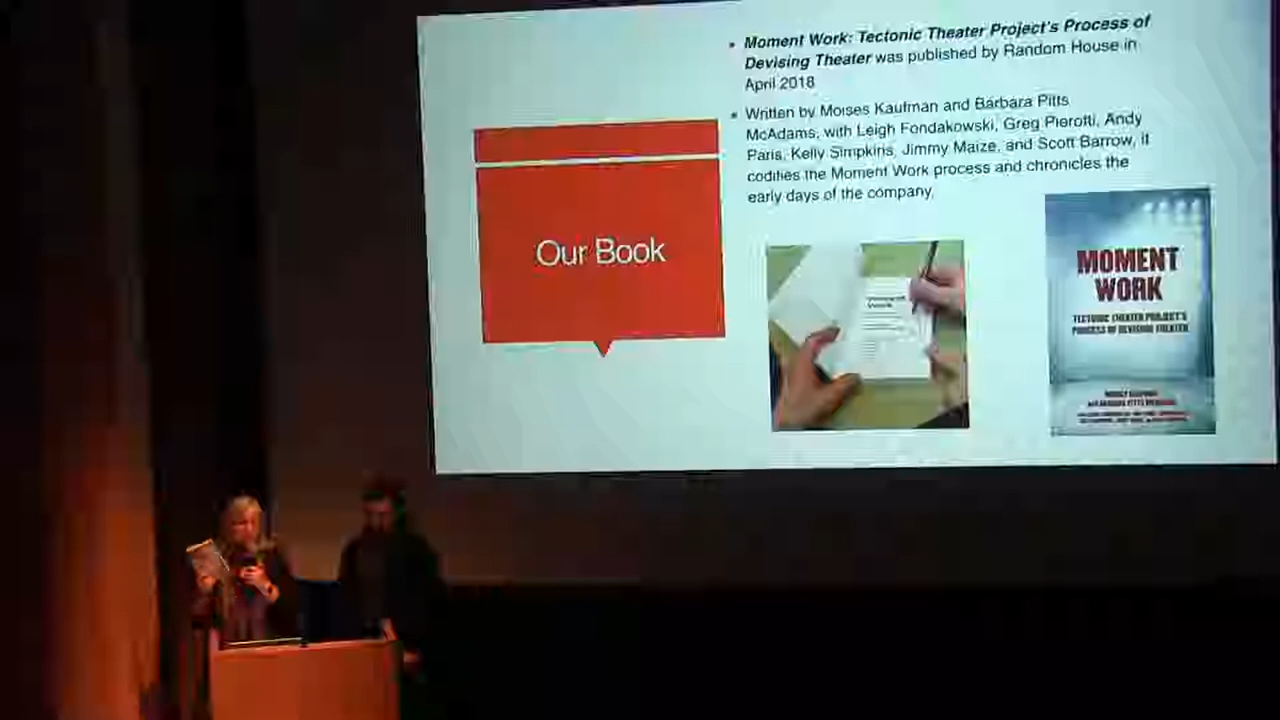 Moment Work: Tectonic Theater Project's Process of
Devising Theater was published by Random House in
April 2018
Written by Moises Kaufman and Barbara Pitts
McAdams, with Leigh Fondakowski, Greg Pierotti, Andy
Paris, Kelly Simpkins, Jimmy Maize, and Scott Barrow, it
codifies the Moment Work process and chronicles the
early days of the company.
Our Book
MOMENT
WORK
TECTONIC THEATER PROJECT'S
PROCESS OF DEVISING THEATER